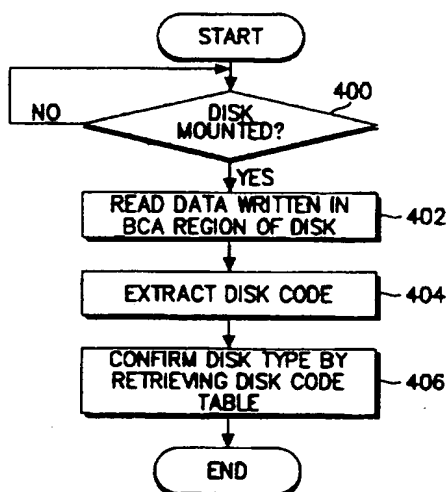 START
400
DISK
MOUNTED?
NO
YES
READ DATA WRITTEN IN
BCA REGION OF DISK
402
EXTRACT DISK CODE
404
CONFIRM DISK TYPE BY
RETRIEVING DISK CODE
TABLE
406
END